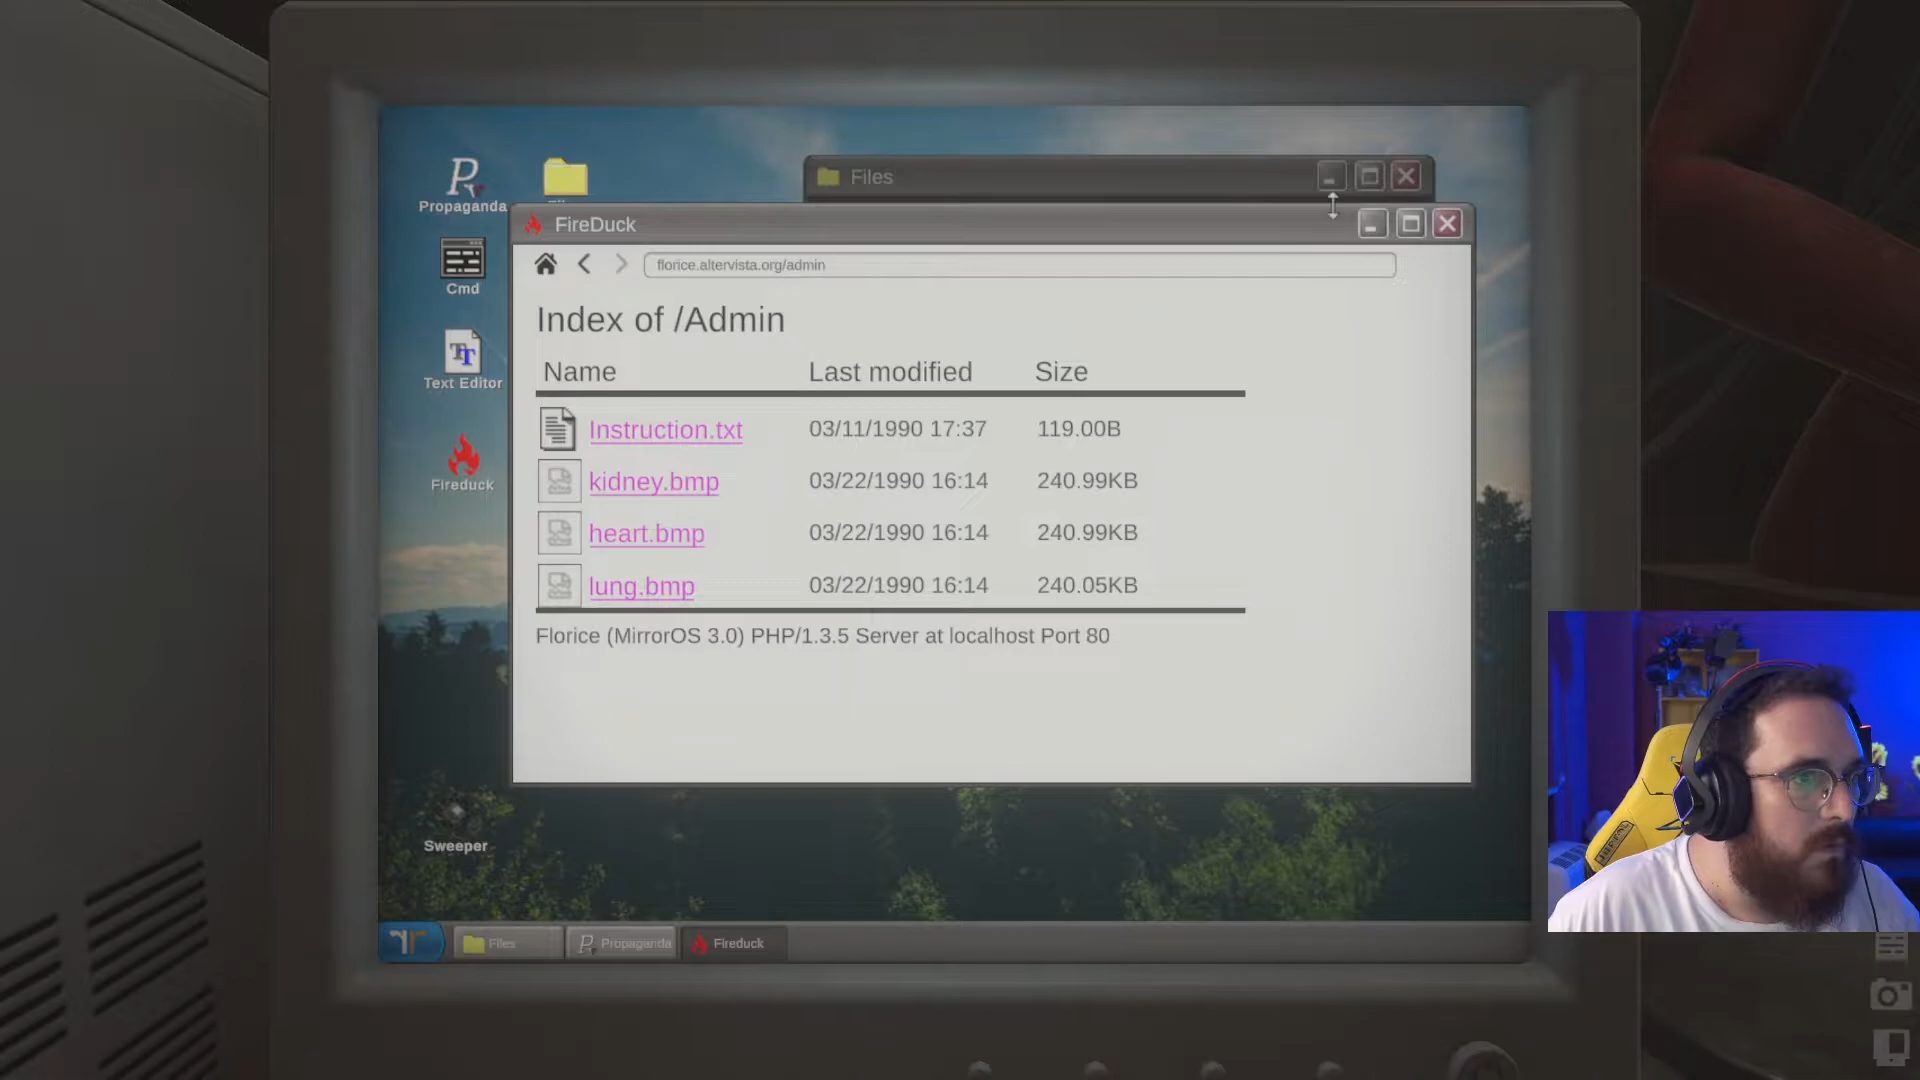 Files
Propaganda
FireDuck
florice.altervista.org/admin
Cmd
Index of /Admin
Name Last modified Size
Text Editor
Instruction.txt 03/11/1990 17:37 119.00B
Fireduck
kidney.bmp 03/22/1990 16:14 240.99KB
heart.bmp 03/22/1990 16:14 240.99KB
lung.bmp 03/22/1990 16:14 240.05KB
Florice (MirrorOS 3.0) PHP/1.3.5 Server at localhost Port 80
Sweeper
Files Propaganda Fireduck